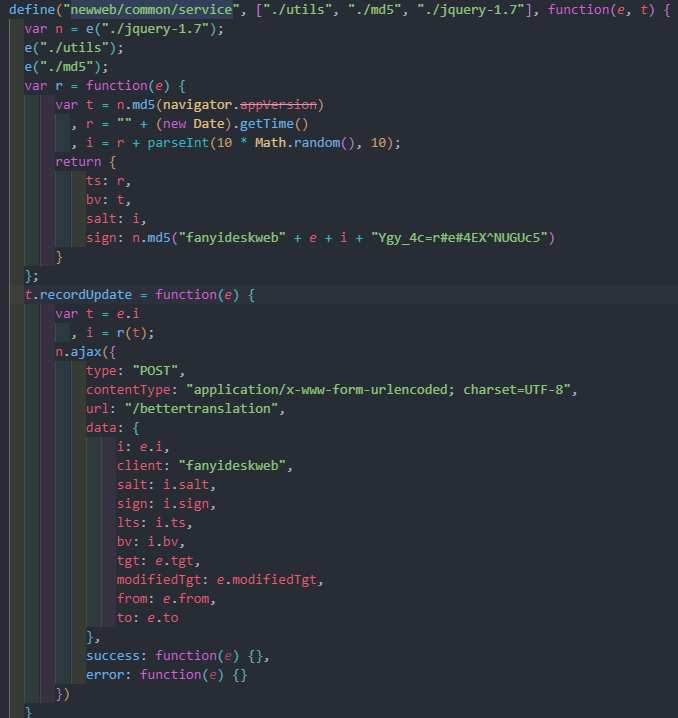 define("newweb/common/service", ["./utils", "./md5", "./jquery-1.7"], function(e, t) {
var n = e("./jquery-1.7");
e("./utils");
e("./md5");
var r = function(e) {
var t = n.md5(navigator.appVersion)
, r = "" + (new Date).getTime()
, i = r + parseInt(10 * Math.random(), 10);
return {
ts: r,
bv: t,
salt: i,
sign: n.md5("fanyideskweb" + e + i + "Ygy_4c=r#e#4EX^NUGUc5")
}
};
t.recordUpdate = function(e) {
var t = e.i
, i = r(t);
n.ajax({
type: "POST",
contentType: "application/x-www-form-urlencoded; charset=UTF-8",
url: "/bettertranslation",
data: {
i: e.i,
client: "fanyideskweb",
salt: i.salt,
sign: i.sign,
lts: i.ts,
bv: i.bv,
tgt: e.tgt,
modifiedTgt: e.modifiedTgt,
from: e.from,
to: e.to
},
success: function(e) {},
error: function(e) {}
})
}